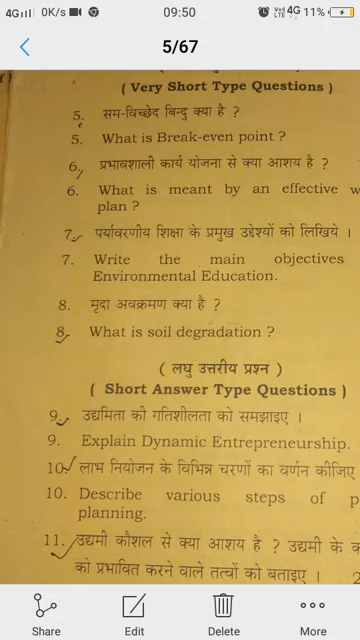 4G 0K/s 09:50 4G 11%
5/67
( Very Short Type Questions )
5. सम-विच्छेद बिन्दु क्या है ?
5. What is Break-even point ?
6. प्रभावशाली कार्य योजना से क्या आशय है ?
6. What is meant by an effective
plan ?
7. पर्यावरणीय शिक्षा के प्रमुख उद्देश्यों को लिखिये ।
7. Write the main objectives
Environmental Education.
8. मृदा अवक्रमण क्या है ?
8. What is soil degradation ?
( लघु उत्तरीय प्रश्न )
( Short Answer Type Questions )
9. उद्यमिता की गतिशीलता को समझाइए ।
9. Explain Dynamic Entrepreneurship.
10. लाभ नियोजन के विभिन्न चरणों का वर्णन कीजिए
10. Describe various steps of p
planning.
11. उद्यमी कौशल से क्या आशय है ? उद्यमी के
को प्रभावित करने वाले तत्वों को बताइए ।
Share Edit Delete More